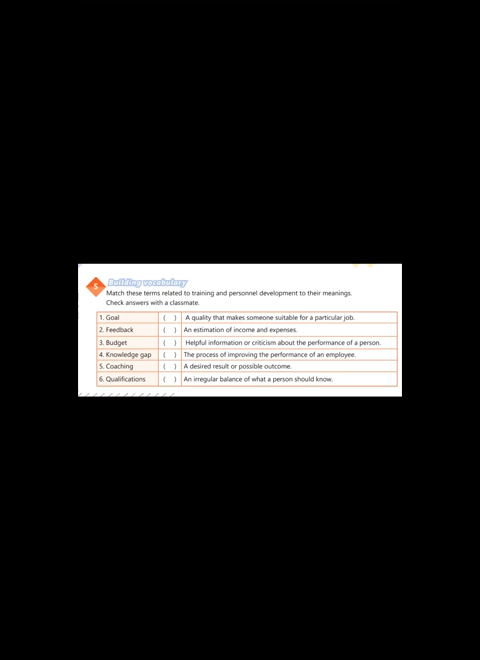 5
Building vocabulary
Match these terms related to training and personnel development to their meanings.
Check answers with a classmate.
1. Goal ( ) A quality that makes someone suitable for a particular job.
2. Feedback ( ) An estimation of income and expenses.
3. Budget ( ) Helpful information or criticism about the performance of a person.
4. Knowledge gap ( ) The process of improving the performance of an employee.
5. Coaching ( ) A desired result or possible outcome.
6. Qualifications ( ) An irregular balance of what a person should know.